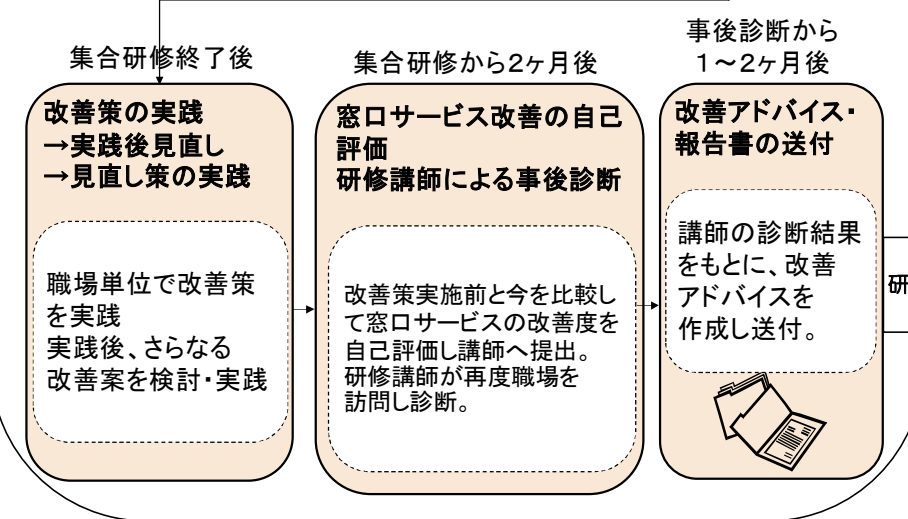 集合研修終了後
改善策の実践
→実践後見直し
→見直し策の実践
職場単位で改善策
を実践
実践後、さらなる
改善案を検討・実践
集合研修から2ヶ月後
窓口サービス改善の自己
評価
研修講師による事後診断
改善策実施前と今を比較し
て窓口サービスの改善度を
自己評価し講師へ提出。
研修講師が再度職場を
訪問し診断。
事後診断から
1～2ヶ月後
改善アドバイス・
報告書の送付
講師の診断結果
をもとに、改善
アドバイスを
作成し送付。
研